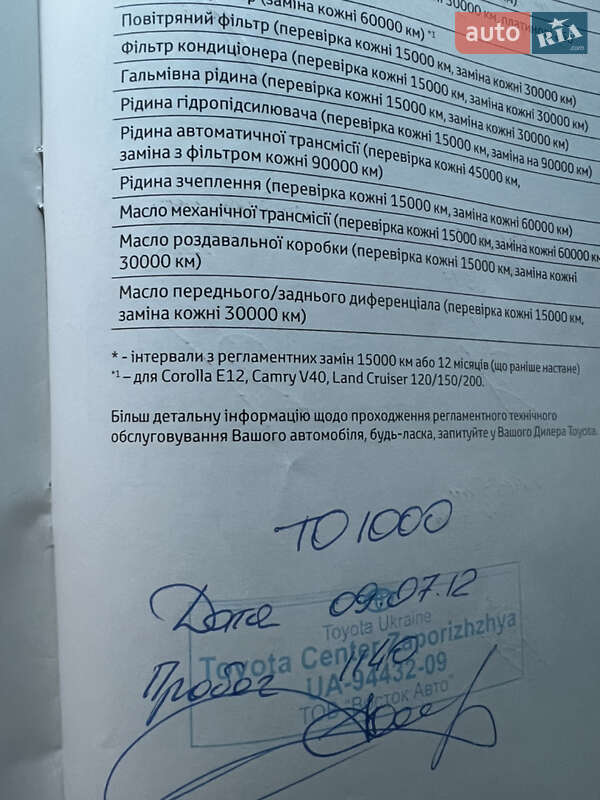 (заміна кожні 60000 км) *¹
30000 км,
auto RIA .com
Повітряний фільтр (перевірка кожні 15000 км, заміна кожні 30000 км)
Фільтр кондиціонера (перевірка кожні 15000 км, заміна кожні 30000 км)
Гальмівна рідина (перевірка кожні 15000 км, заміна кожні 30000 км)
Рідина гідропідсилювача (перевірка кожні 15000 км, заміна на 90000 км)
Рідина автоматичної трансмісії (перевірка кожні 45000 км,
заміна з фільтром кожні 90000 км)
Рідина зчеплення (перевірка кожні 15000 км, заміна кожні 60000 км)
Масло механічної трансмісії (перевірка кожні 15000 км, заміна кожні 60000 км
Масло роздавальної коробки (перевірка кожні 15000 км, заміна кожні
30000 км)
Масло переднього/заднього диференціала (перевірка кожні 15000 км,
заміна кожні 30000 км)
* - інтервали з регламентних замін 15000 км або 12 місяців (що раніше настане)
*¹ – для Corolla E12, Camry V40, Land Cruiser 120/150/200.
Більш детальну інформацію щодо проходження регламентного технічного
обслуговування Вашого автомобіля, будь-ласка, запитуйте у Вашого Дилера Toyota.
ТО 1000
Дата 09.07.12
Toyota Ukraine
Toyota Center Zaporizhzhya
Пробег
UA-94432-09
ТОВ "Восток Авто"